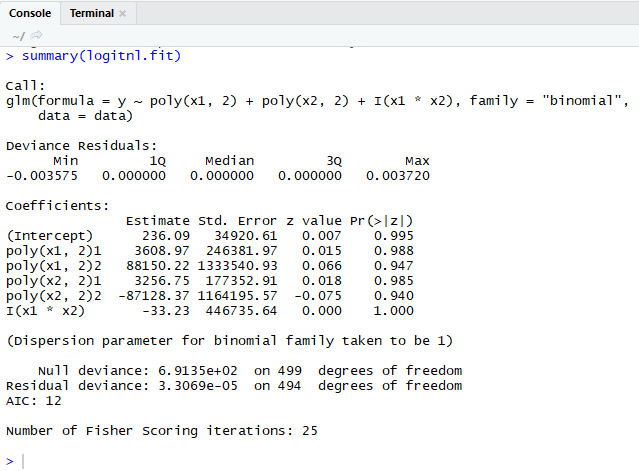 Console Terminal ×
~/
> summary(logitnl.fit)
Call:
glm(formula = y ~ poly(x1, 2) + poly(x2, 2) + I(x1 * x2), family = "binomial",
    data = data)
Deviance Residuals:
      Min         1Q     Median         3Q        Max
-0.003575   0.000000   0.000000   0.000000   0.003720
Coefficients:
               Estimate Std. Error z value Pr(>|z|)
(Intercept)      236.09   34920.61   0.007    0.995
poly(x1, 2)1    3608.97  246381.97   0.015    0.988
poly(x1, 2)2   88150.22 1333540.93   0.066    0.947
poly(x2, 2)1    3256.75  177352.91   0.018    0.985
poly(x2, 2)2  -87128.37 1164195.57  -0.075    0.940
I(x1 * x2)       -33.23  446735.64   0.000    1.000
(Dispersion parameter for binomial family taken to be 1)
    Null deviance: 6.9135e+02  on 499  degrees of freedom
Residual deviance: 3.3069e-05  on 494  degrees of freedom
AIC: 12
Number of Fisher Scoring iterations: 25
>